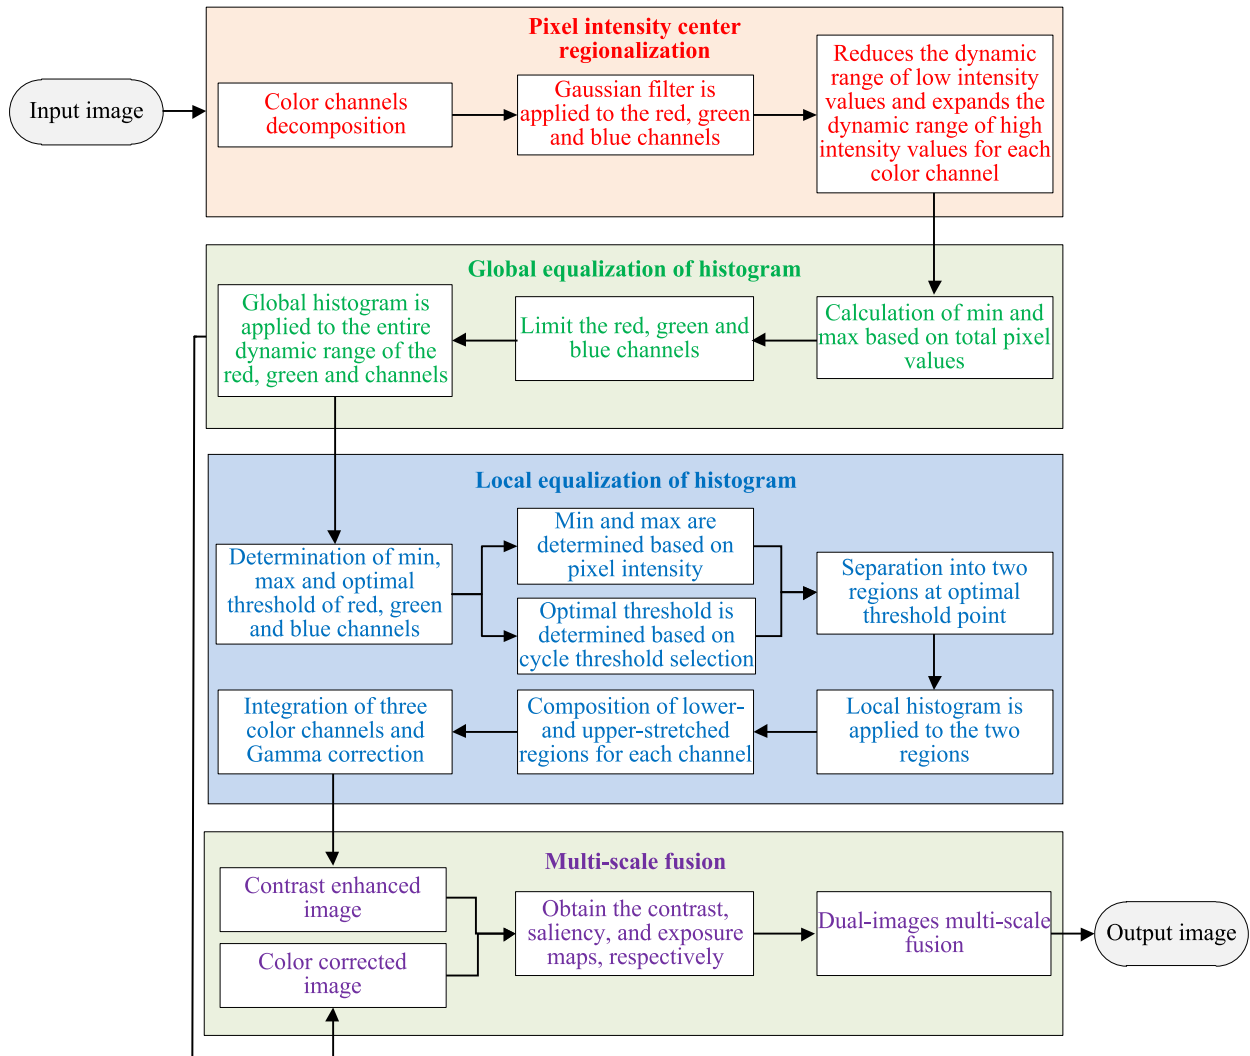 Pixel intensity center
regionalization
Input image
Color channels
decomposition
Gaussian filter is
applied to the red, green
and blue channels
Reduces the dynamic
range of low intensity
values and expands the
dynamic range of high
intensity values for each
color channel
Global equalization of histogram
Calculation of min and
max based on total pixel
values
Limit the red, green and
blue channels
Global histogram is
applied to the entire
dynamic range of the
red, green and channels
Local equalization of histogram
Determination of min,
max and optimal
threshold of red, green
and blue channels
Min and max are
determined based on
pixel intensity
Optimal threshold is
determined based on
cycle threshold selection
Separation into two
regions at optimal
threshold point
Local histogram is
applied to the two
regions
Composition of lower-
and upper-stretched
regions for each channel
Integration of three
color channels and
Gamma correction
Multi-scale fusion
Contrast enhanced
image
Color corrected
image
Obtain the contrast,
saliency, and exposure
maps, respectively
Dual-images multi-scale
fusion
Output image